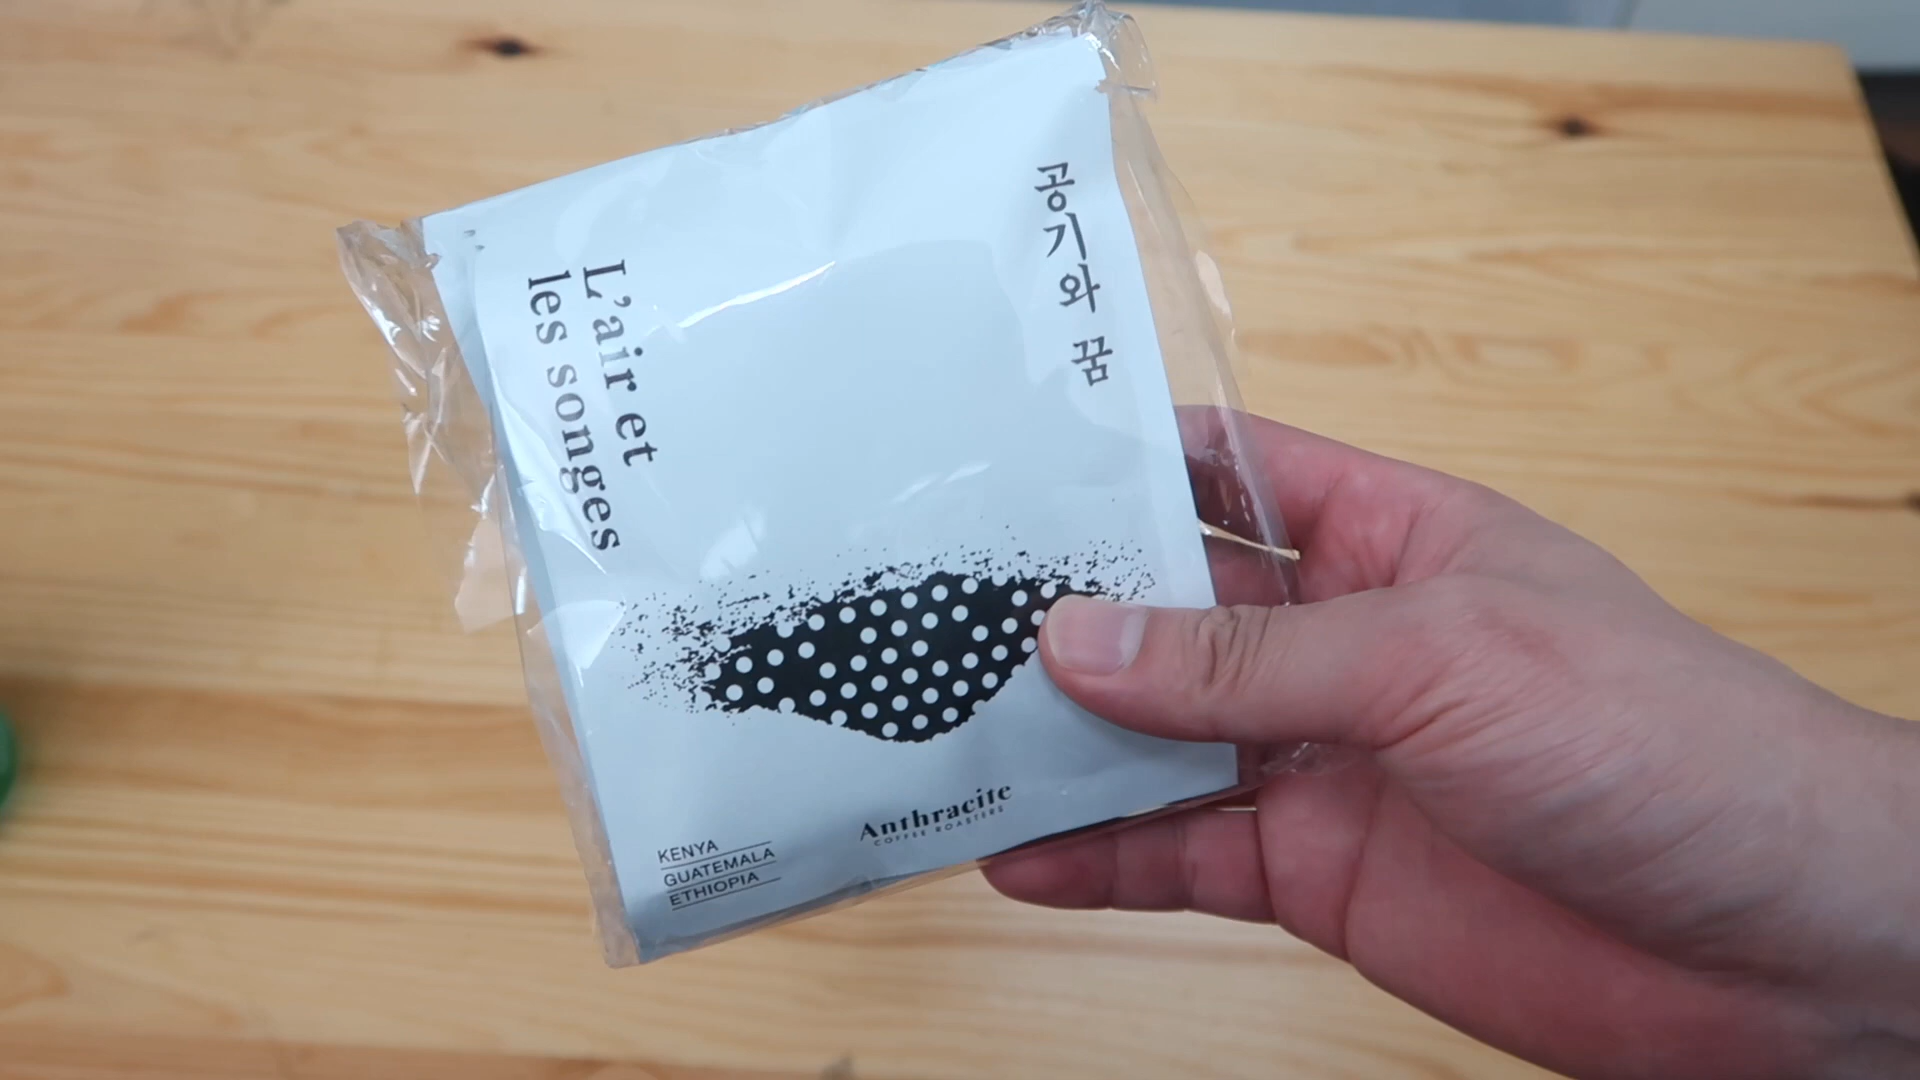 공기와 꿈
L'air et
les songes
Anthracite
COFFEE ROASTERS
KENYA
GUATEMALA
ETHIOPIA